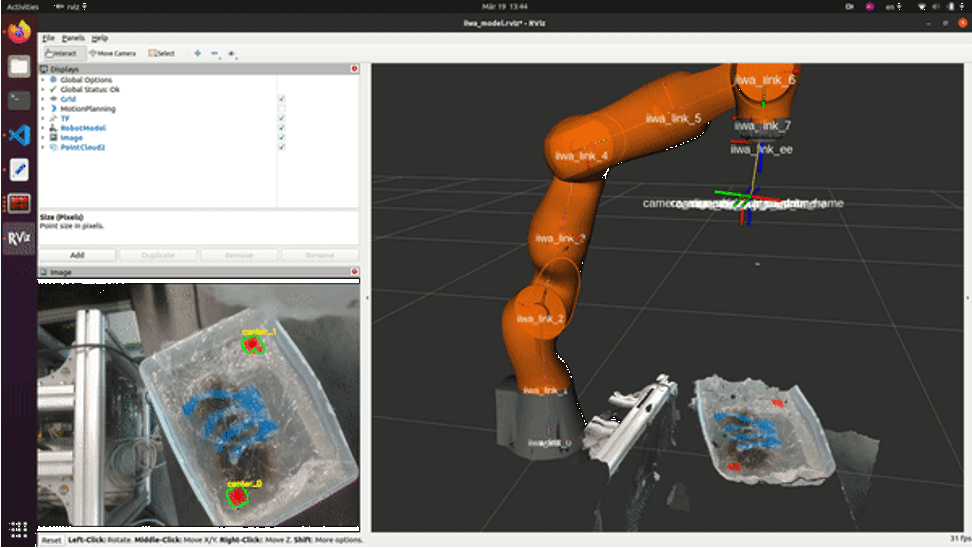 Activities
rviz
Mär 19 13:44
en
iiwa_model.rviz* - RViz
File Panels Help
Interact Move Camera Select
Displays
Global Options
Global Status: Ok
Grid
MotionPlanning
TF
RobotModel
Image
PointCloud2
Size (Pixels)
Point size in pixels.
Add Duplicate Remove Rename
Image
center_1
center_0
iiwa_link_6
iiwa_link_5
iiwa_link_7
iiwa_link_ee
iiwa_link_4
iiwa_link_3
iiwa_link_2
iiwa_link_1
iiwa_link_0
RViz
Reset Left-Click: Rotate. Middle-Click: Move X/Y. Right-Click: Move Z. Shift: More options.
31 fps